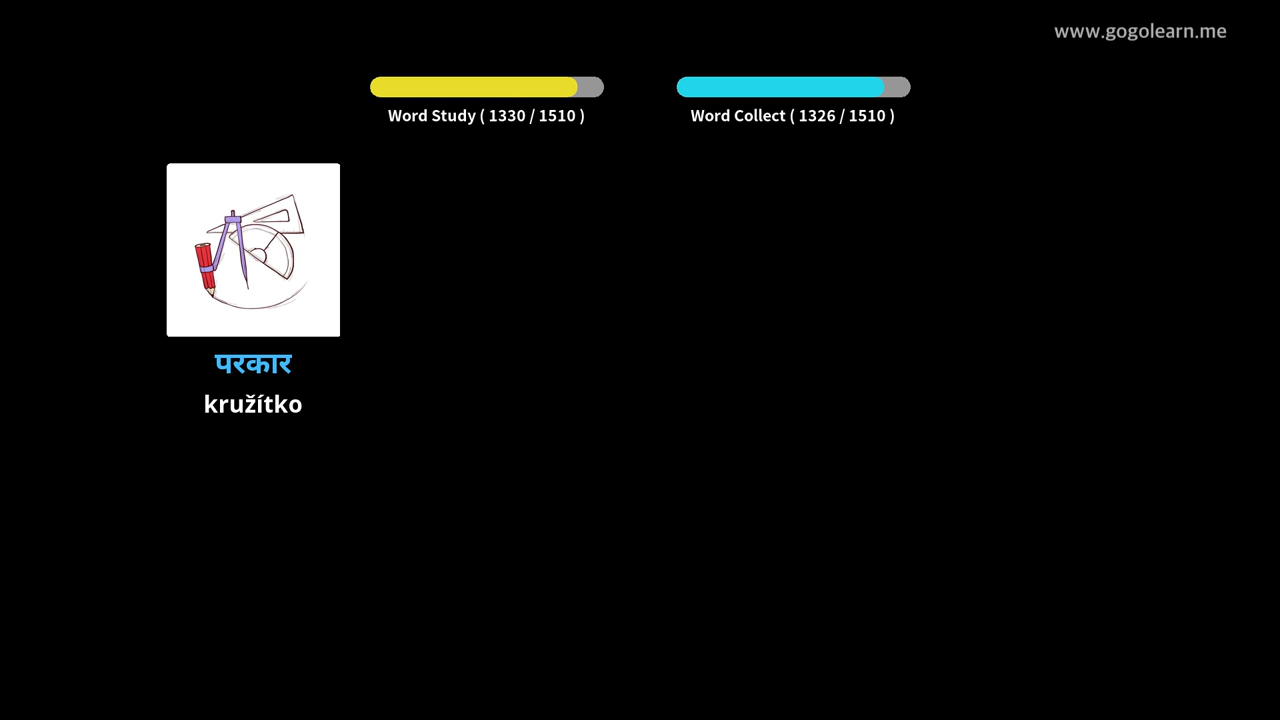 www.gogolearn.me
Word Study ( 1330 / 1510 )
Word Collect ( 1326 / 1510 )
परकार
kružítko